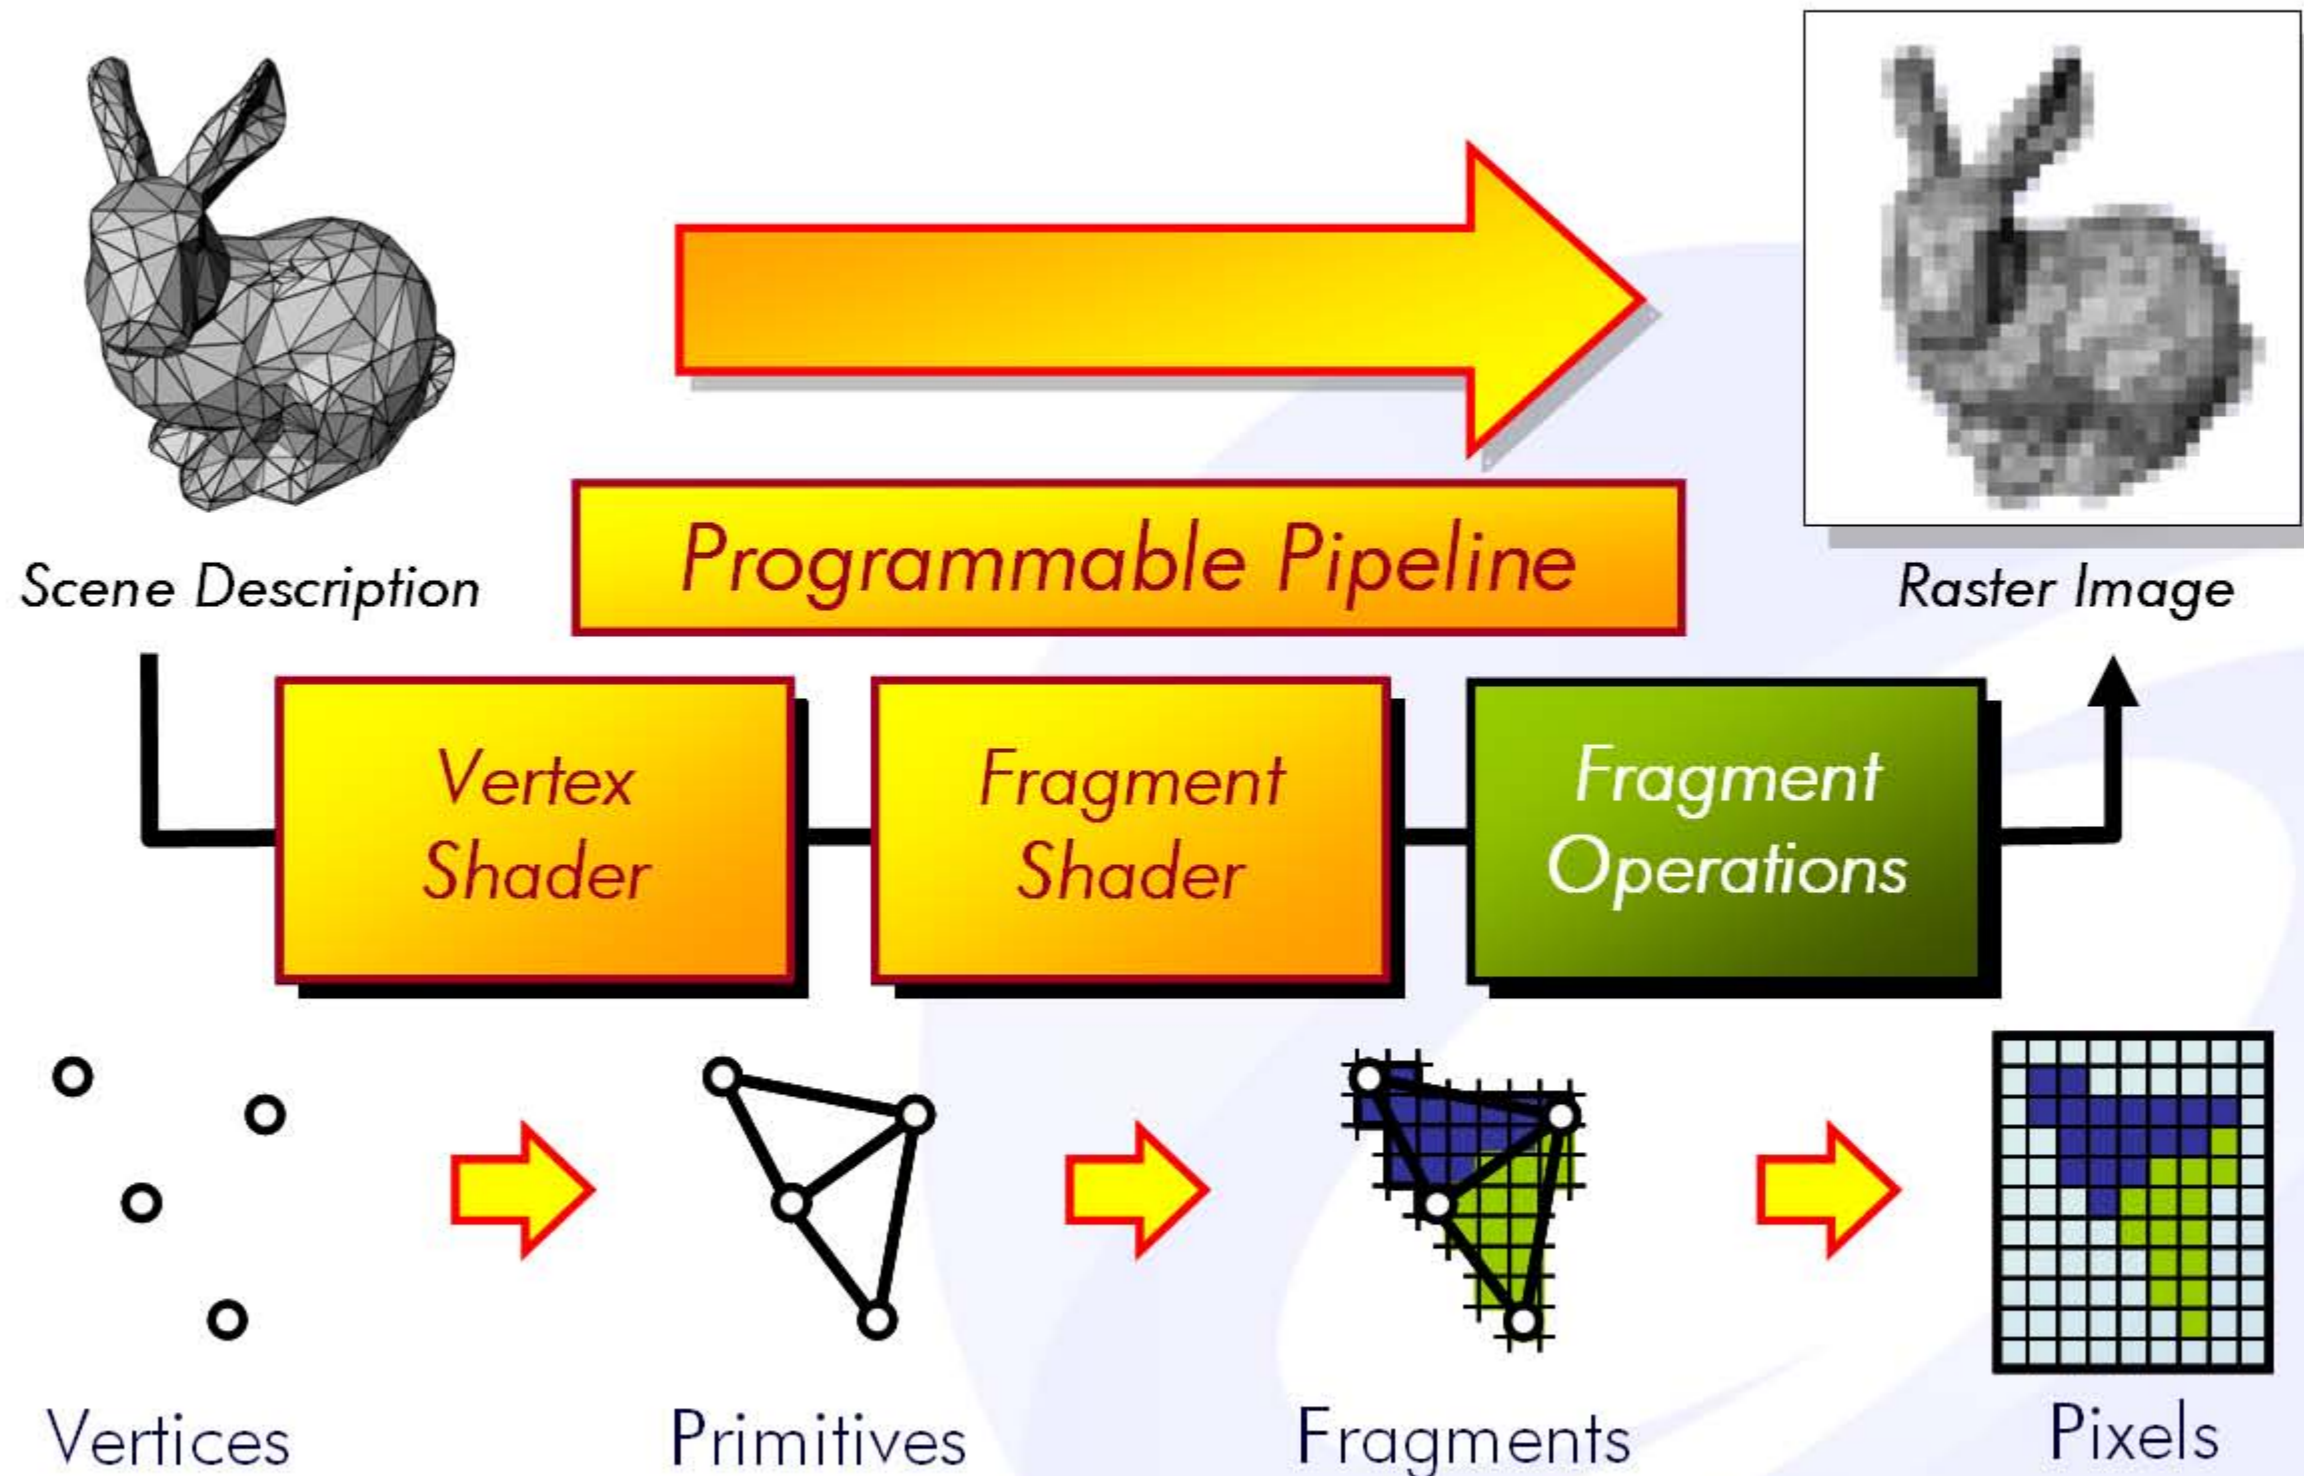 Programmable Pipeline
Scene Description
Raster Image
Vertex
Shader
Fragment
Shader
Fragment
Operations
Vertices
Primitives
Fragments
Pixels